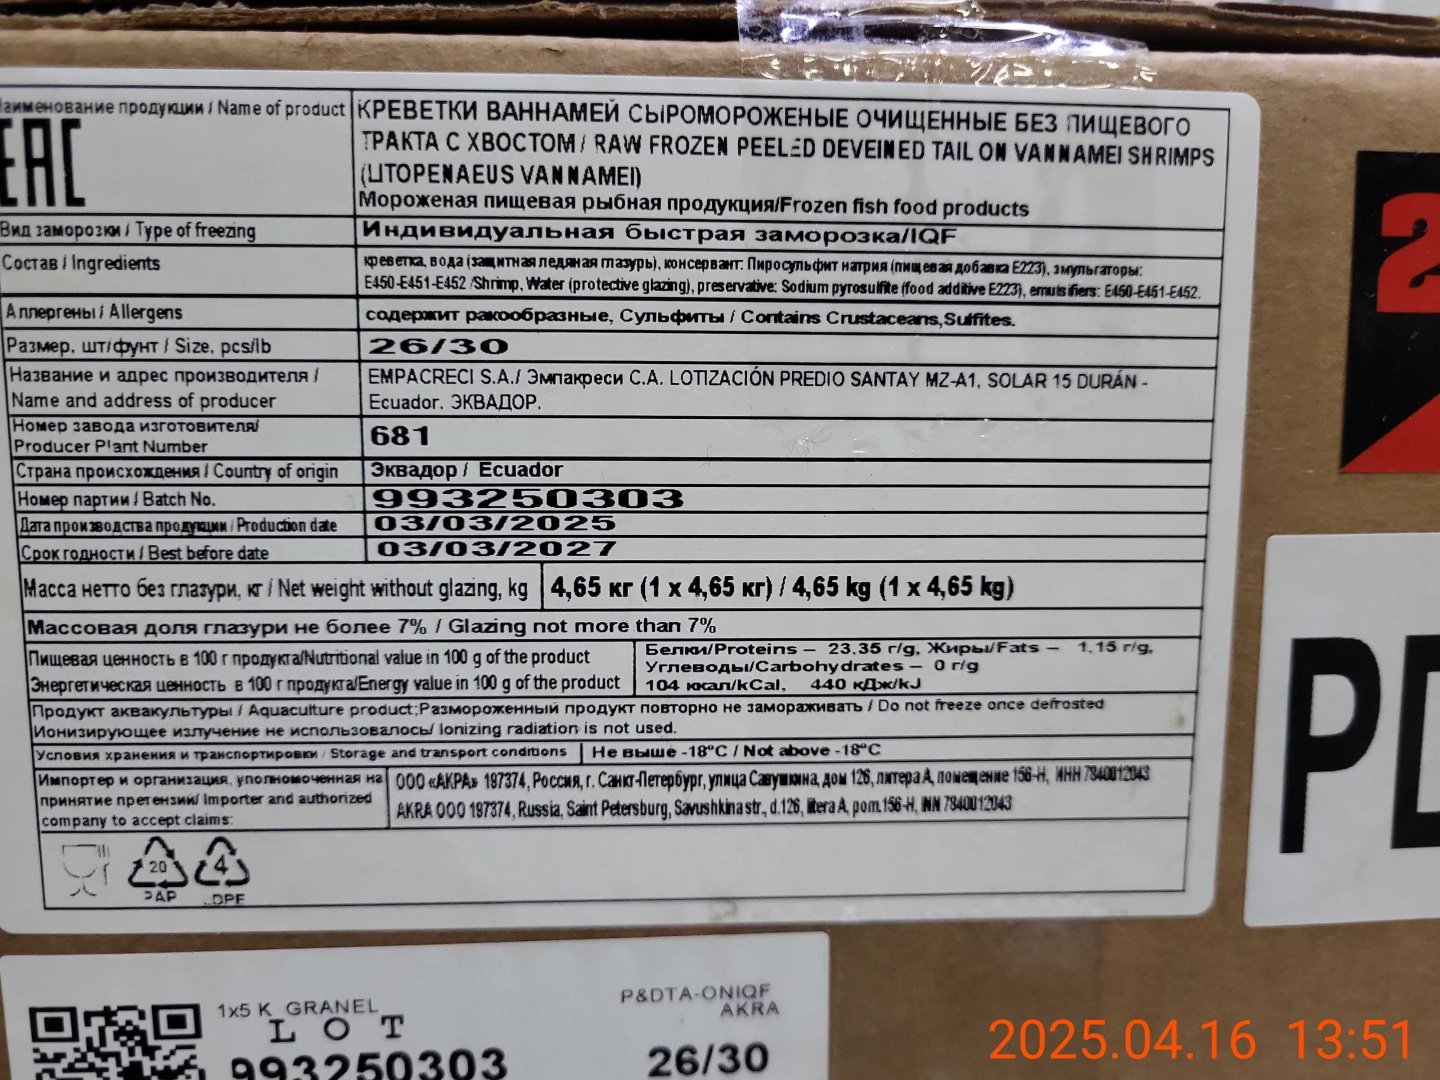 Наименование продукции / Name of product
EAC
КРЕВЕТКИ ВАННАМЕЙ СЫРОМОРОЖЕНЫЕ ОЧИЩЕННЫЕ БЕЗ ПИЩЕВОГО
ТРАКТА С ХВОСТОМ / RAW FROZEN PEELED DEVEINED TAIL ON VANNAMEI SHRIMPS
(LITOPENAEUS VANNAMEI)
Мороженая пищевая рыбная продукция/Frozen fish food products
Вид заморозки / Type of freezing
Индивидуальная быстрая заморозка/IQF
Состав / Ingredients
креветка, вода (защитная ледяная глазурь), консервант: Пиросульфит натрия (пищевая добавка Е223), эмульгаторы:
E450-E451-E452 /Shrimp, Water (protective glazing), preservative: Sodium pyrosulfite (food additive E223), emulsifiers: E450-E451-E452.
Аллергены / Allergens
содержит ракообразные, Сульфиты / Contains Crustaceans,Sulfites.
Размер, шт/фунт / Size, pcs/lb
26/30
Название и адрес производителя /
Name and address of producer
EMPACRECI S.A./ Эмпакреси С.А. LOTIZACIÓN PREDIO SANTAY MZ-A1, SOLAR 15 DURÁN -
Ecuador. ЭКВАДОР.
Номер завода изготовителя/
Producer Plant Number
681
Страна происхождения / Country of origin
Эквадор / Ecuador
Номер партии / Batch No.
993250303
Дата производства продукции / Production date
03/03/2025
Срок годности / Best before date
03/03/2027
Масса нетто без глазури, кг / Net weight without glazing, kg
4,65 кг (1 x 4,65 кг) / 4,65 kg (1 x 4,65 kg)
Массовая доля глазури не более 7% / Glazing not more than 7%
Пищевая ценность в 100 г продукта/Nutritional value in 100 g of the product
Энергетическая ценность в 100 г продукта/Energy value in 100 g of the product
Белки/Proteins – 23,35 г/g, Жиры/Fats – 1,15 г/g,
Углеводы/Carbohydrates – 0 г/g
104 ккал/kCal, 440 кДж/kJ
Продукт аквакультуры / Aquaculture product;Размороженный продукт повторно не замораживать / Do not freeze once defrosted
Ионизирующее излучение не использовалось/ Ionizing radiation is not used.
Условия хранения и транспортировки / Storage and transport conditions
Не выше -18°C / Not above -18°C
Импортер и организация, уполномоченная на
принятие претензий/ Importer and authorized
company to accept claims:
ООО «АКРА» 197374, Россия, г. Санкт-Петербург, улица Савушкина, дом 126, литера А, помещение 156-Н, ИНН 7840012043
AKRA OOO 197374, Russia, Saint Petersburg, Savushkina str., d.126, litera A, pom.156-H, INN 7840012043
20
PAP
4
LDPE
2
PD
1x5 K GRANEL
LOT
993250303
P&DTA-ONIQF
AKRA
26/30
2025.04.16 13:51